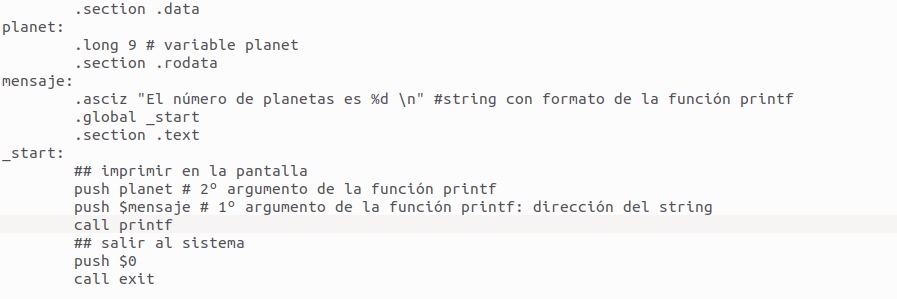 .section .data
planet:
.long 9 # variable planet
.section .rodata
mensaje:
.asciz "El número de planetas es %d \n" #string con formato de la función printf
.global _start
.section .text
_start:
## imprimir en la pantalla
push planet # 2º argumento de la función printf
push $mensaje # 1º argumento de la función printf: dirección del string
call printf
## salir al sistema
push $0
call exit